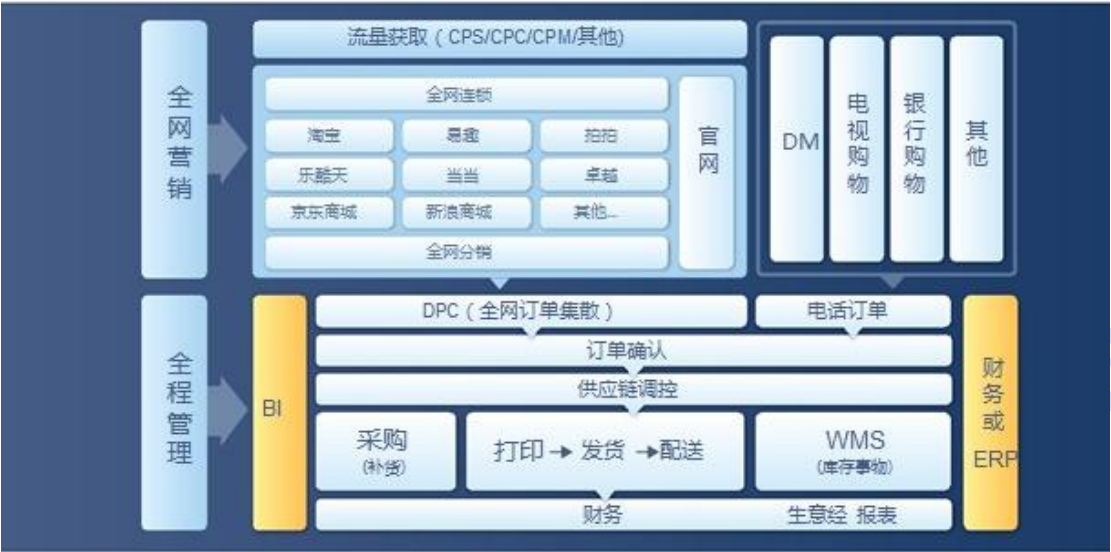 全网营销
流量获取（CPS/CPC/CPM/其他)
全网连锁
淘宝 易趣 拍拍
乐酷天 当当 卓越
京东商城 新浪商城 其他...
全网分销
官网
DM
电视购物
银行购物
其他
全程管理
BI
DPC（全网订单集散）
电话订单
订单确认
供应链调控
采购
(补货)
打印→ 发货 →配送
WMS
(库存事物)
财务
生意经 报表
财务或
ERP